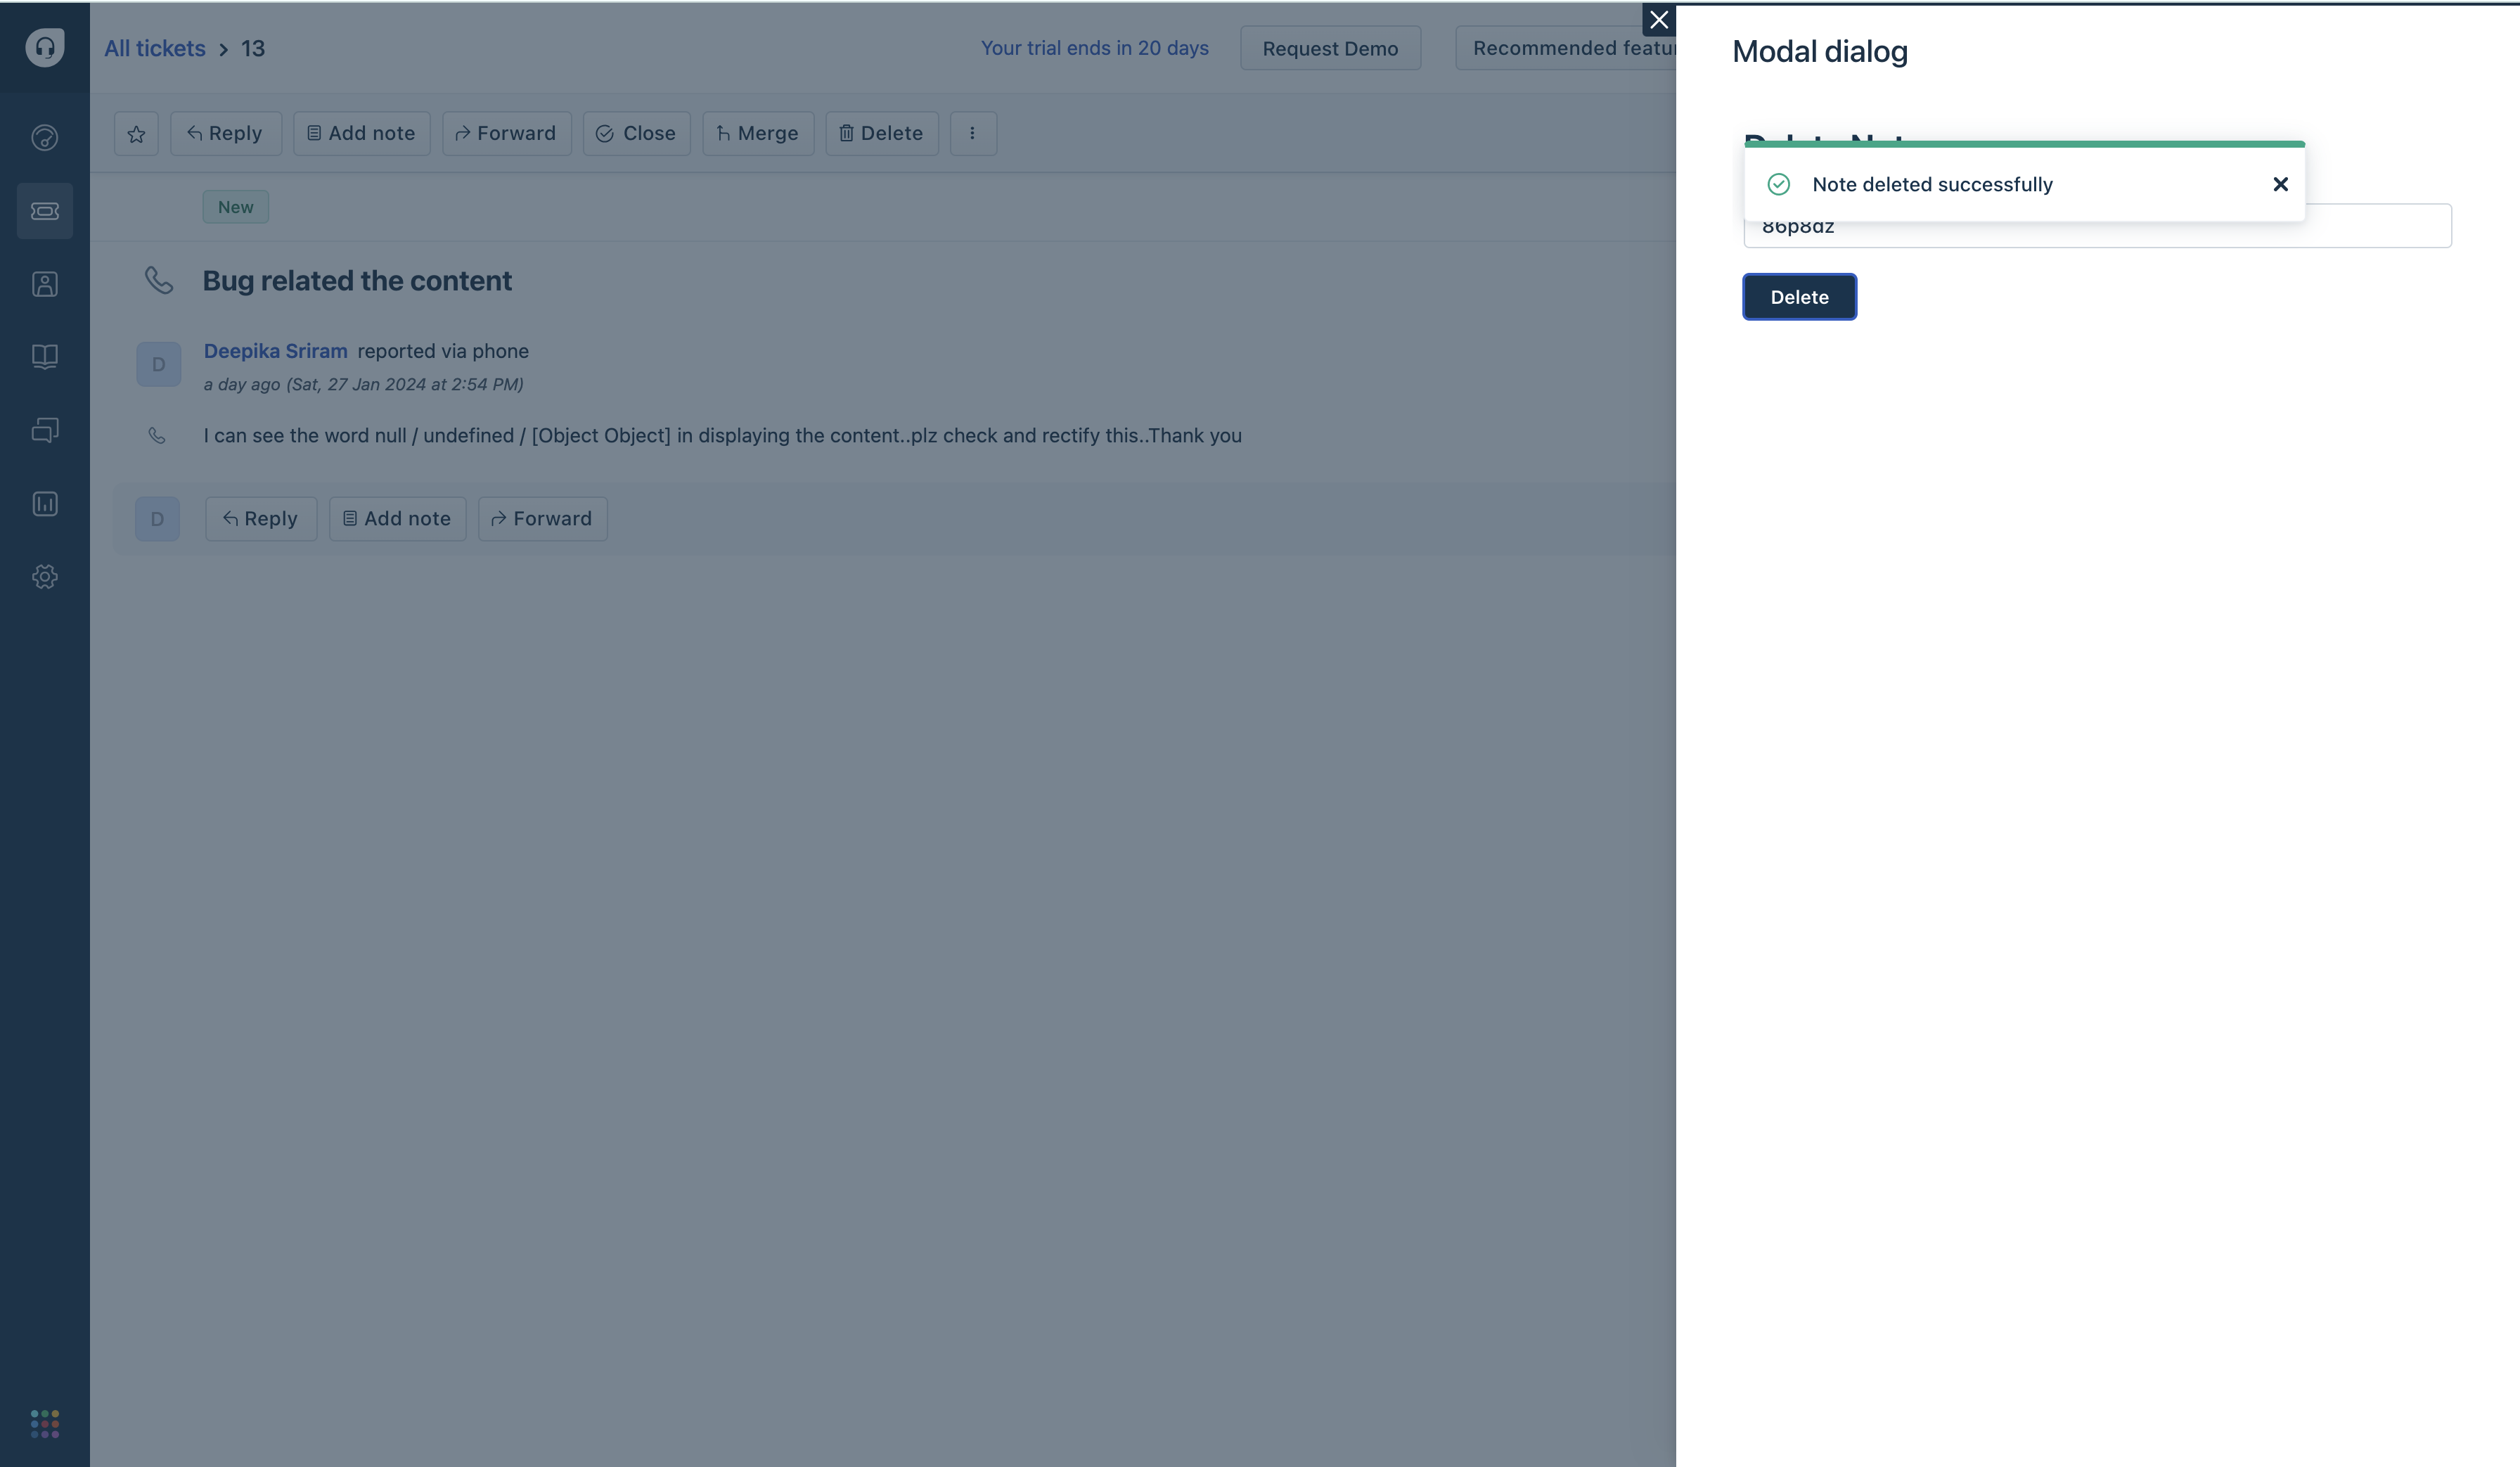 All tickets > 13
Your trial ends in 20 days
Request Demo
Recommended featu
Reply
Add note
Forward
Close
Merge
Delete
New
Bug related the content
D
Deepika Sriram reported via phone
a day ago (Sat, 27 Jan 2024 at 2:54 PM)
I can see the word null / undefined / [Object Object] in displaying the content..plz check and rectify this..Thank you
D
Reply
Add note
Forward
Modal dialog
Note deleted successfully
86p8dz
Delete